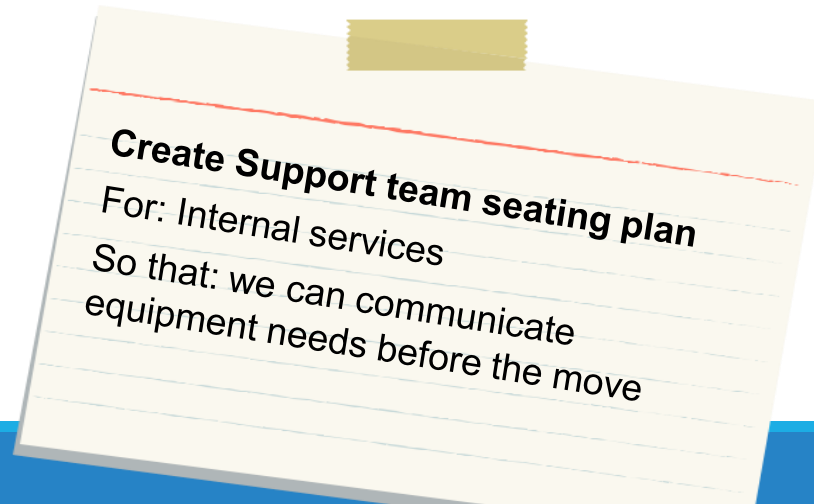 Create Support team seating plan
For: Internal services
So that: we can communicate
equipment needs before the move